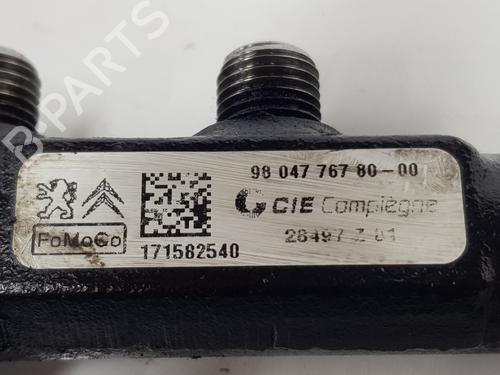 98 047 767 80-00
CIE Compiègne
FoMoCo
28497 Z 01
171582540
B-PARTS